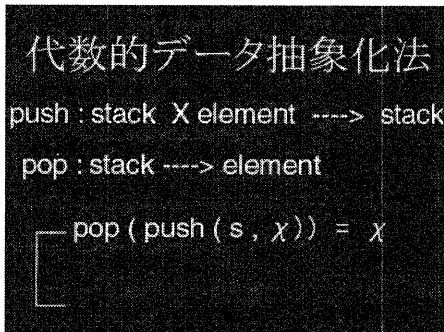 代数的データ抽象化法
push : stack X element ----> stack
pop : stack ----> element
pop ( push ( s , χ ) ) = χ